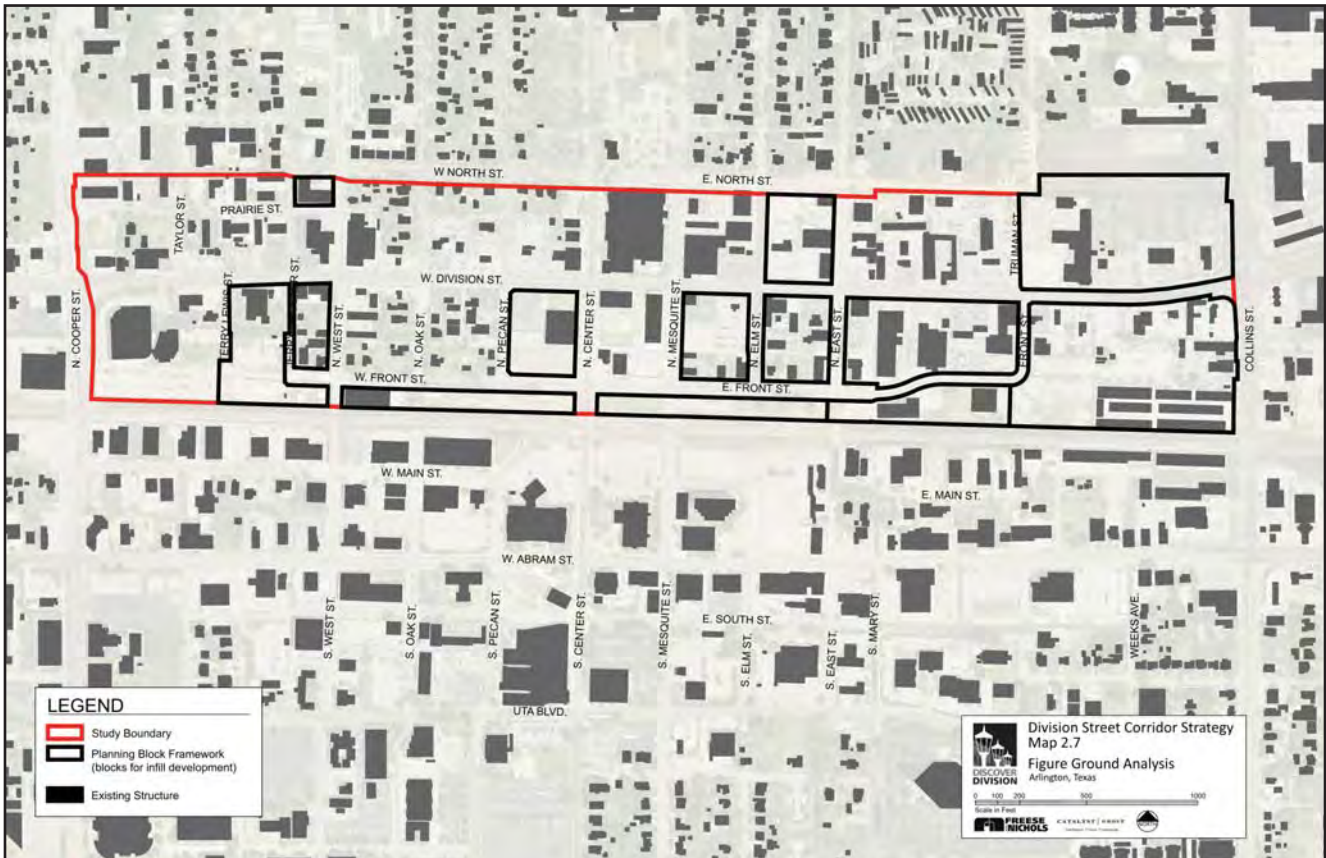 W NORTH ST.
E. NORTH ST.
PRAIRIE ST.
TAYLOR ST.
TRUMAN ST.
W. DIVISION ST.
N. COOPER ST.
N. WEST ST.
N. OAK ST.
N. PECAN ST.
N. CENTER ST.
N. MESQUITE ST.
N. ELM ST.
N. EAST ST.
COLLINS ST.
W. FRONT ST.
E. FRONT ST.
W. MAIN ST.
E. MAIN ST.
W. ABRAM ST.
E. SOUTH ST.
S. WEST ST.
S. OAK ST.
S. PECAN ST.
S. CENTER ST.
S. MESQUITE ST.
S. ELM ST.
S. EAST ST.
S. MARY ST.
WEEKS AVE.
UTA BLVD.
LEGEND
Study Boundary
Planning Block Framework
(blocks for infill development)
Existing Structure
DISCOVER
DIVISION
Division Street Corridor Strategy
Map 2.7
Figure Ground Analysis
Arlington, Texas
0 100 200 500 1000
Scale in Feet
FREESE
NICHOLS
CATALYST GROUP